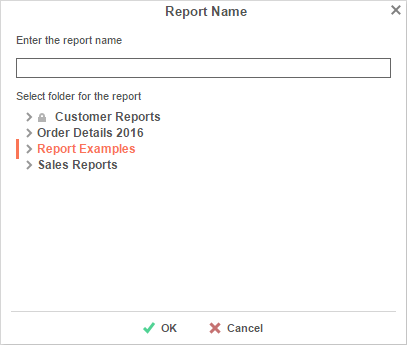 Report Name
Enter the report name
Select folder for the report
Customer Reports
Order Details 2016
Report Examples
Sales Reports
OK Cancel